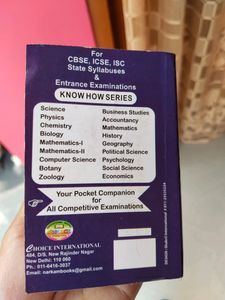 For
CBSE, ICSE, ISC
State Syllabuses
&
Entrance Examinations
KNOW HOW SERIES
Science
Physics
Chemistry
Biology
Mathematics-I
Mathematics-II
Computer Science
Botany
Zoology
Business Studies
Accountancy
Mathematics
History
Geography
Political Science
Psychology
Social Science
Economics
Your Pocket Companion
for
All Competitive Examinations
CHOICE INTERNATIONAL
484, D/S, New Rajinder Nagar
New Delhi: 110 060
Ph.: 011-6410-3037
Email: narkambooks@gmail.com